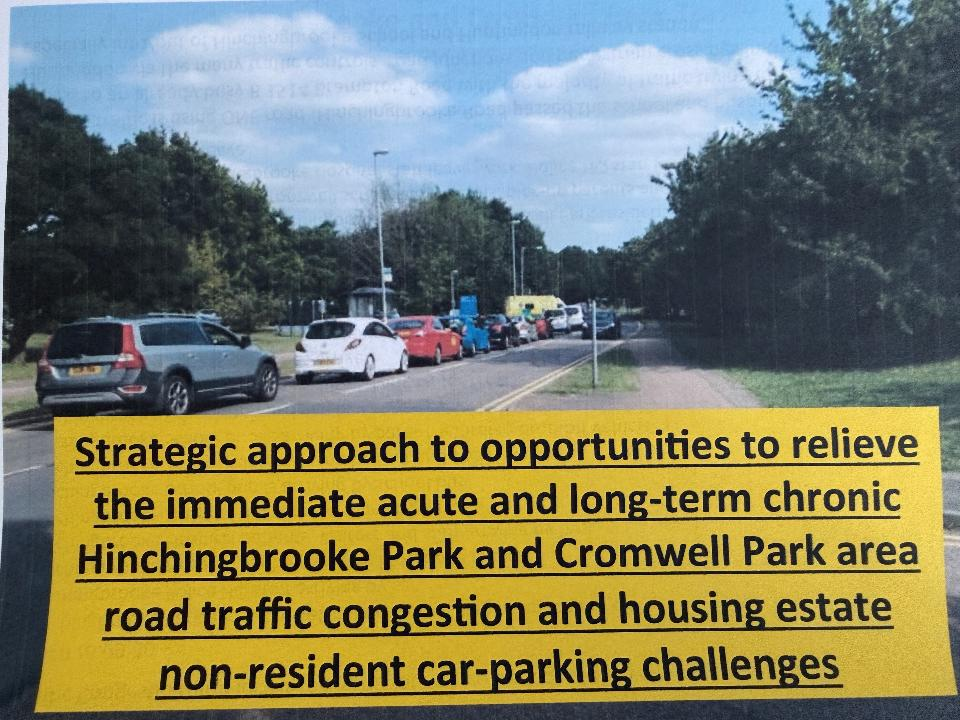 Strategic approach to opportunities to relieve
the immediate acute and long-term chronic
Hinchingbrooke Park and Cromwell Park area
road traffic congestion and housing estate
non-resident car-parking challenges